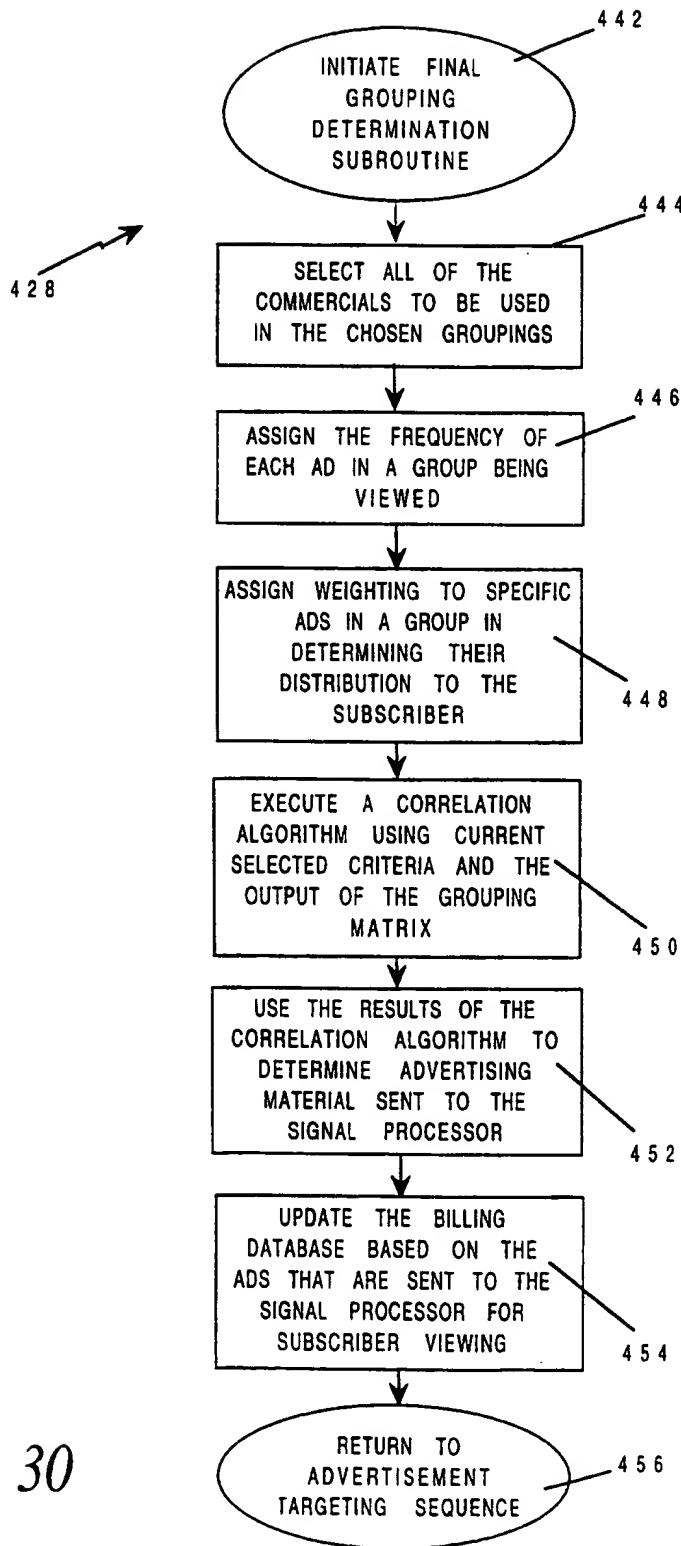 442
INITIATE FINAL
GROUPING
DETERMINATION
SUBROUTINE
428
444
SELECT ALL OF THE
COMMERCIALS TO BE USED
IN THE CHOSEN GROUPINGS
446
ASSIGN THE FREQUENCY OF
EACH AD IN A GROUP BEING
VIEWED
ASSIGN WEIGHTING TO SPECIFIC
ADS IN A GROUP IN
DETERMINING THEIR
DISTRIBUTION TO THE
SUBSCRIBER
448
EXECUTE A CORRELATION
ALGORITHM USING CURRENT
SELECTED CRITERIA AND THE
OUTPUT OF THE GROUPING
MATRIX
450
USE THE RESULTS OF THE
CORRELATION ALGORITHM TO
DETERMINE ADVERTISING
MATERIAL SENT TO THE
SIGNAL PROCESSOR
452
UPDATE THE BILLING
DATABASE BASED ON THE
ADS THAT ARE SENT TO THE
SIGNAL PROCESSOR FOR
SUBSCRIBER VIEWING
454
RETURN TO
ADVERTISEMENT
TARGETING SEQUENCE
456
30